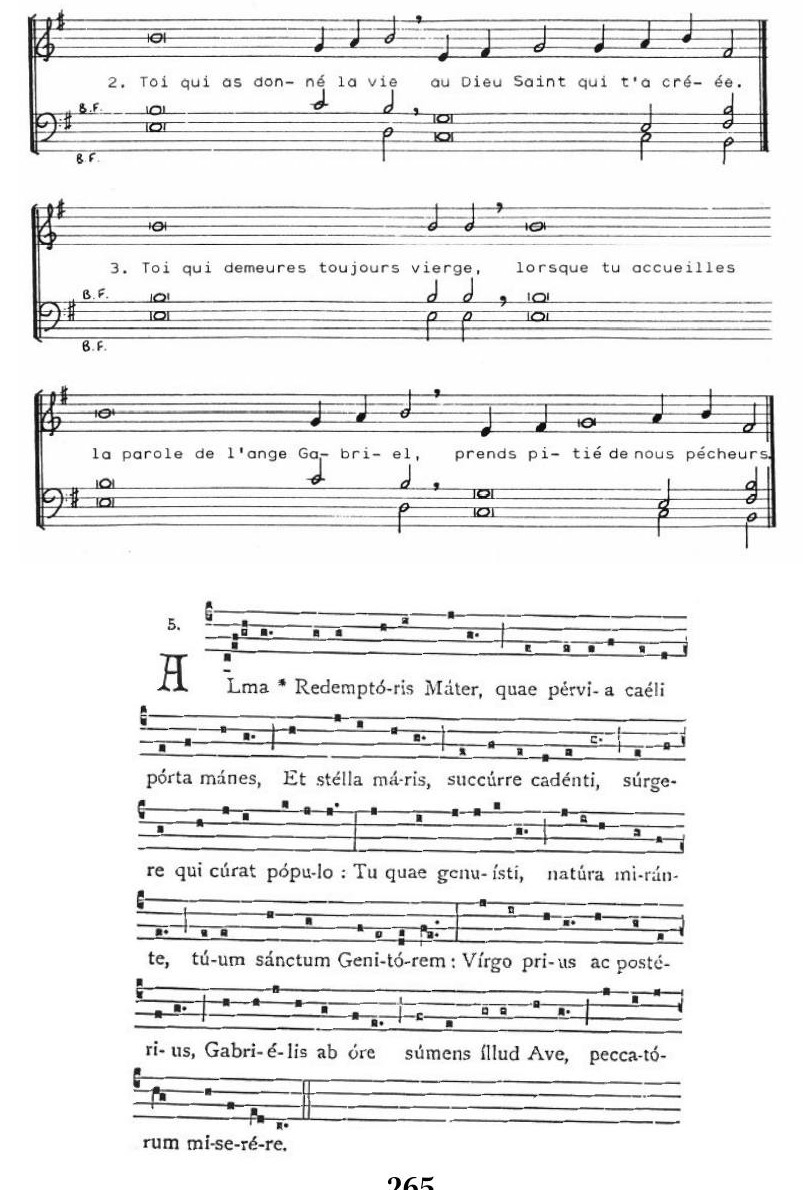 2. Toi qui as don- né la vie au Dieu Saint qui t'a cré- ée.
B.F.
B.F.
3. Toi qui demeures toujours vierge, lorsque tu accueilles
B.F.
B.F.
la parole de l'ange Ga- bri- el, prends pi- tié de nous pécheurs.
5.
ALma * Redemptó-ris Máter, quae pérvi- a caéli
pórta mánes, Et stélla má-ris, succúrre cadénti, súrge-
re qui cúrat pópu-lo : Tu quae genu- ísti, natúra mi-rán-
te, tú-um sánctum Geni-tó-rem : Vírgo pri- us ac posté-
ri- us, Gabri- é-lis ab óre súmens íllud Ave, pecca-tó-
rum mi-se-ré-re.
265